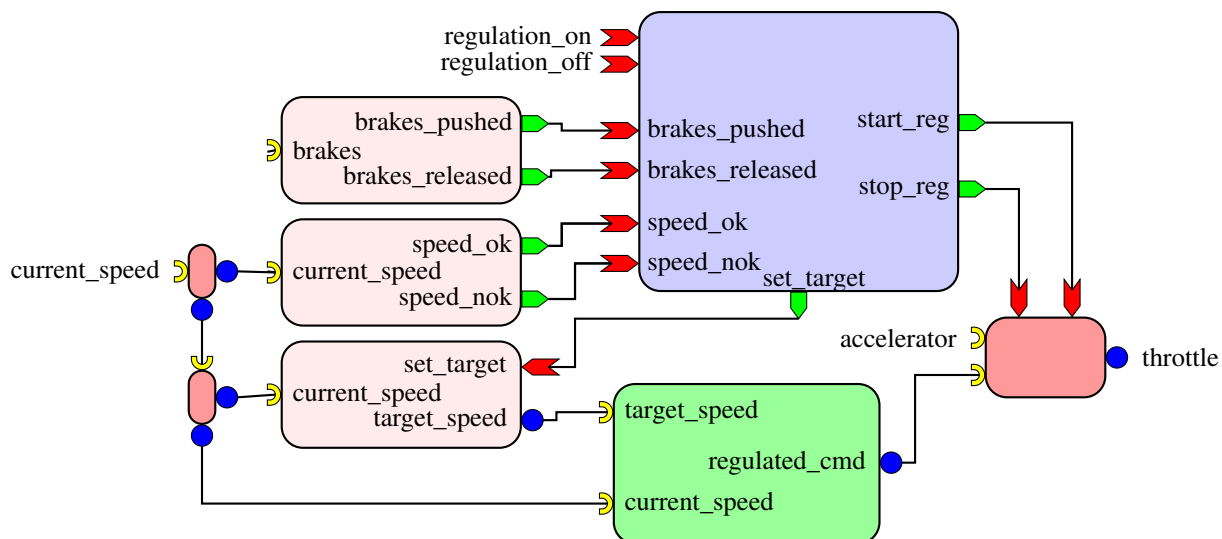 regulation_on
regulation_off
brakes_pushed
brakes
brakes_released
brakes_pushed
brakes_released
speed_ok
speed_nok
set_target
start_reg
stop_reg
current_speed
speed_ok
current_speed
speed_nok
set_target
current_speed
target_speed
accelerator
throttle
target_speed
regulated_cmd
current_speed